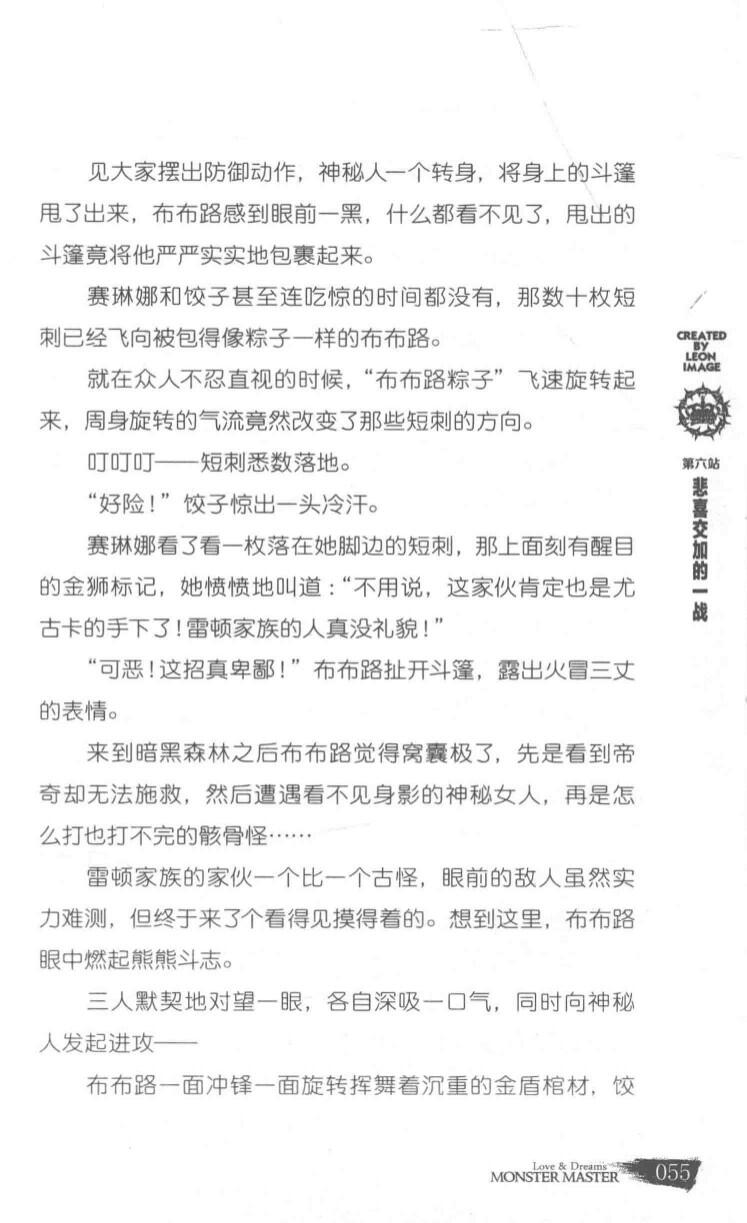 见大家摆出防御动作，神秘人一个转身，将身上的斗篷
甩了出来，布布路感到眼前一黑，什么都看不见了，甩出的
斗篷竟将他严严实实地包裹起来。
赛琳娜和饺子甚至连吃惊的时间都没有，那数十枚短
刺已经飞向被包得像粽子一样的布布路。
就在众人不忍直视的时候，“布布路粽子”飞速旋转起
来，周身旋转的气流竟然改变了那些短刺的方向。
叮叮叮——短刺悉数落地。
“好险！”饺子惊出一头冷汗。
赛琳娜看了看一枚落在她脚边的短刺，那上面刻有醒目
的金狮标记，她愤愤地叫道：“不用说，这家伙肯定也是尤
古卡的手下了！雷顿家族的人真没礼貌！”
“可恶！这招真卑鄙！”布布路扯开斗篷，露出火冒三丈
的表情。
来到暗黑森林之后布布路觉得窝囊极了，先是看到帝
奇却无法施救，然后遭遇看不见身影的神秘女人，再是怎
么打也打不完的骸骨怪……
雷顿家族的家伙一个比一个古怪，眼前的敌人虽然实
力难测，但终于来了个看得见摸得着的。想到这里，布布路
眼中燃起熊熊斗志。
三人默契地对望一眼，各自深吸一口气，同时向神秘
人发起进攻——
布布路一面冲锋一面旋转挥舞着沉重的金盾棺材，饺
CREATED
BY
LEON
IMAGE
第六站
悲喜交加的一战
Love & Dreams
MONSTER MASTER
055